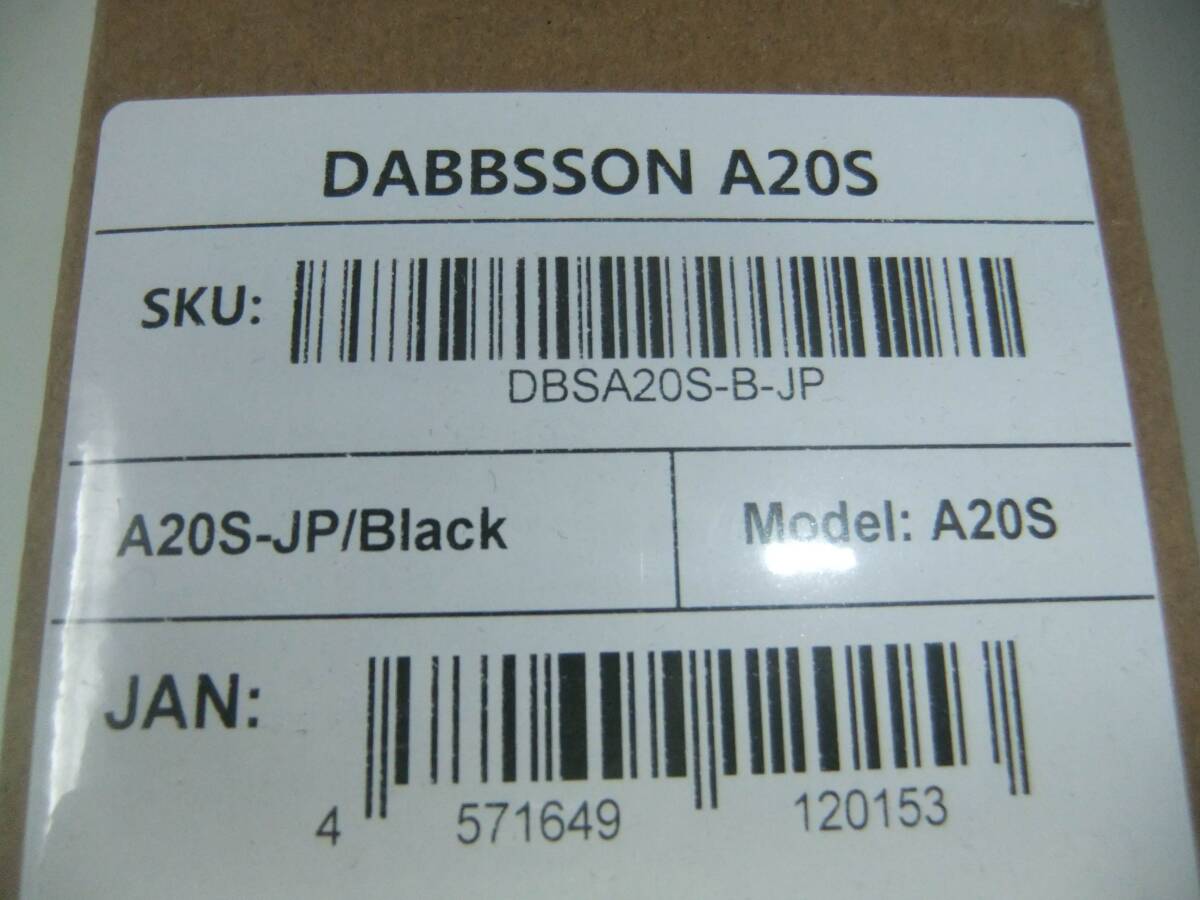 DABBSSON A20S
SKU:
DBSA20S-B-JP
A20S-JP/Black
Model: A20S
JAN:
4 571649 120153